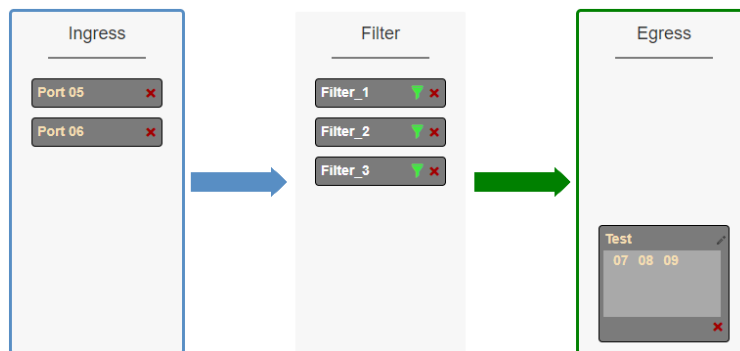 Ingress
Port 05
Port 06
Filter
Filter_1
Filter_2
Filter_3
Egress
Test
07 08 09